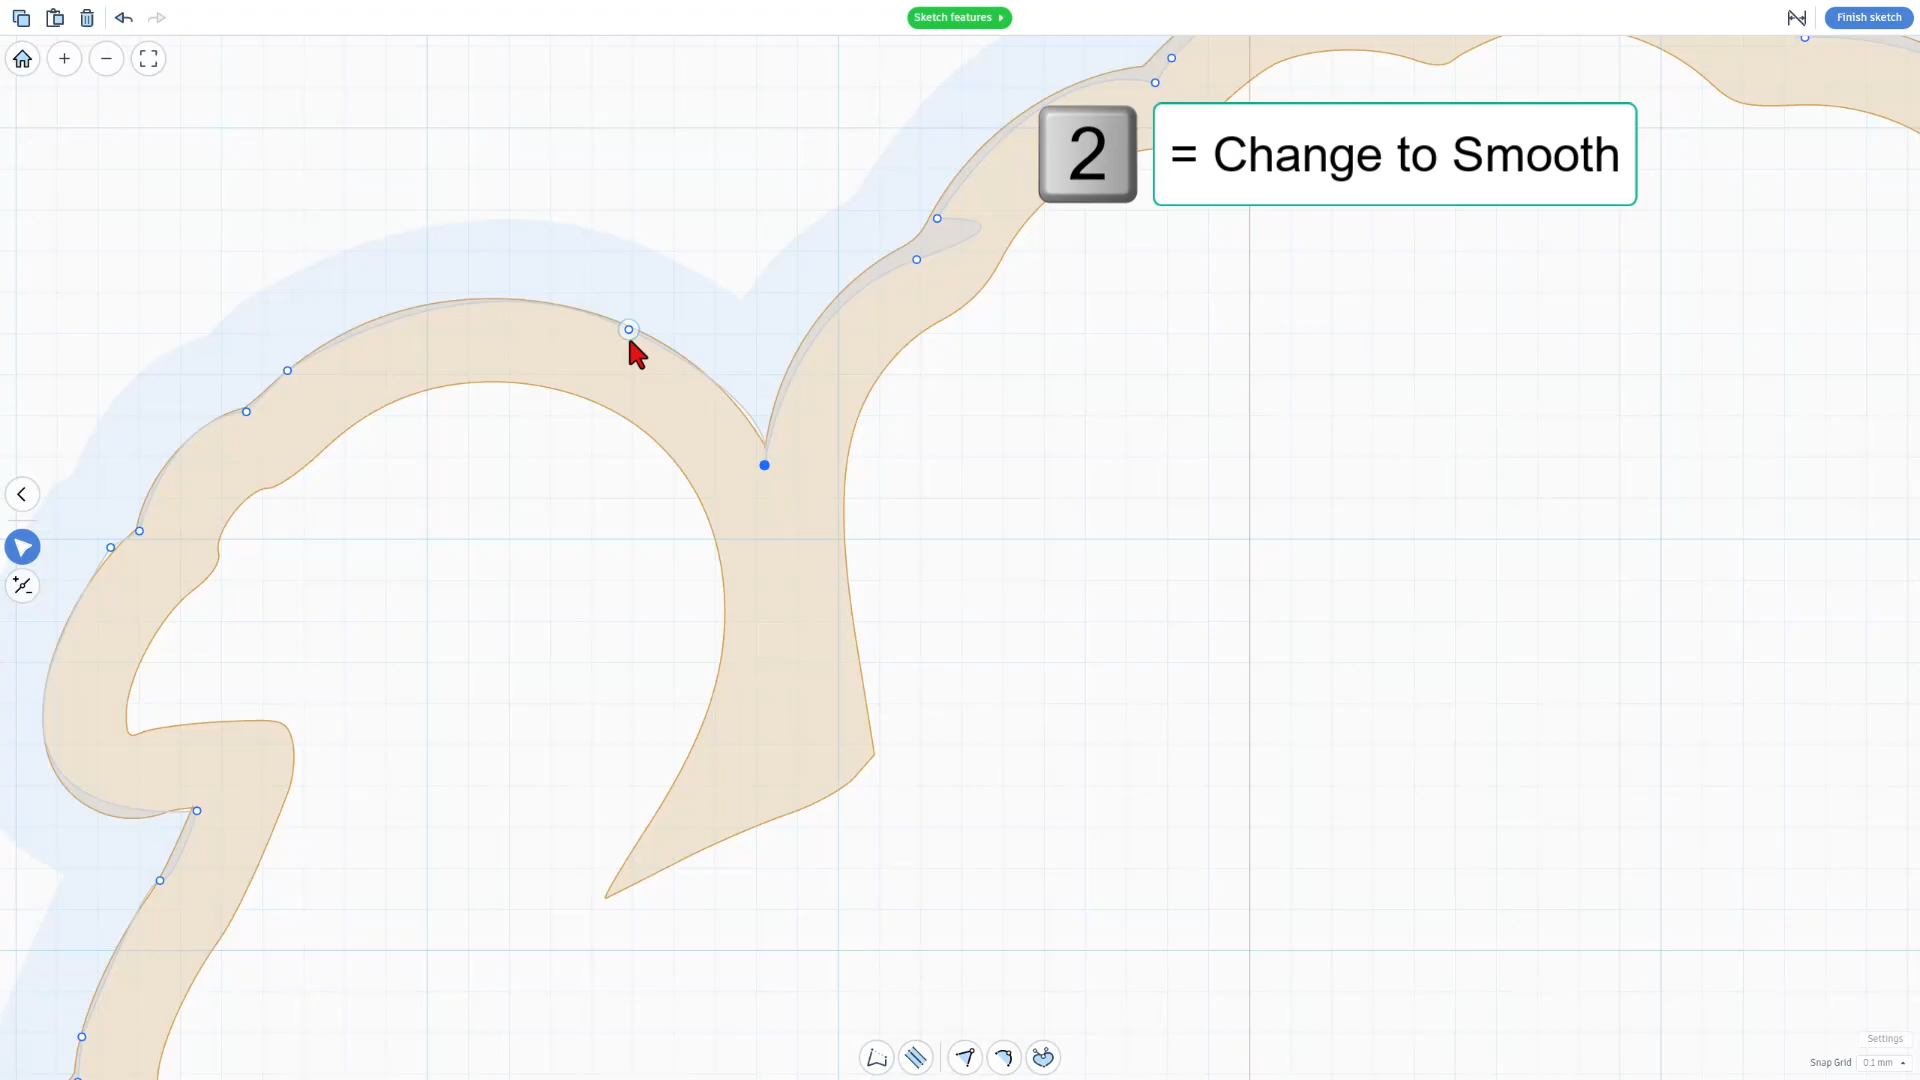 Sketch features
Finish sketch
2 = Change to Smooth
Settings
Snap Grid 0.1 mm